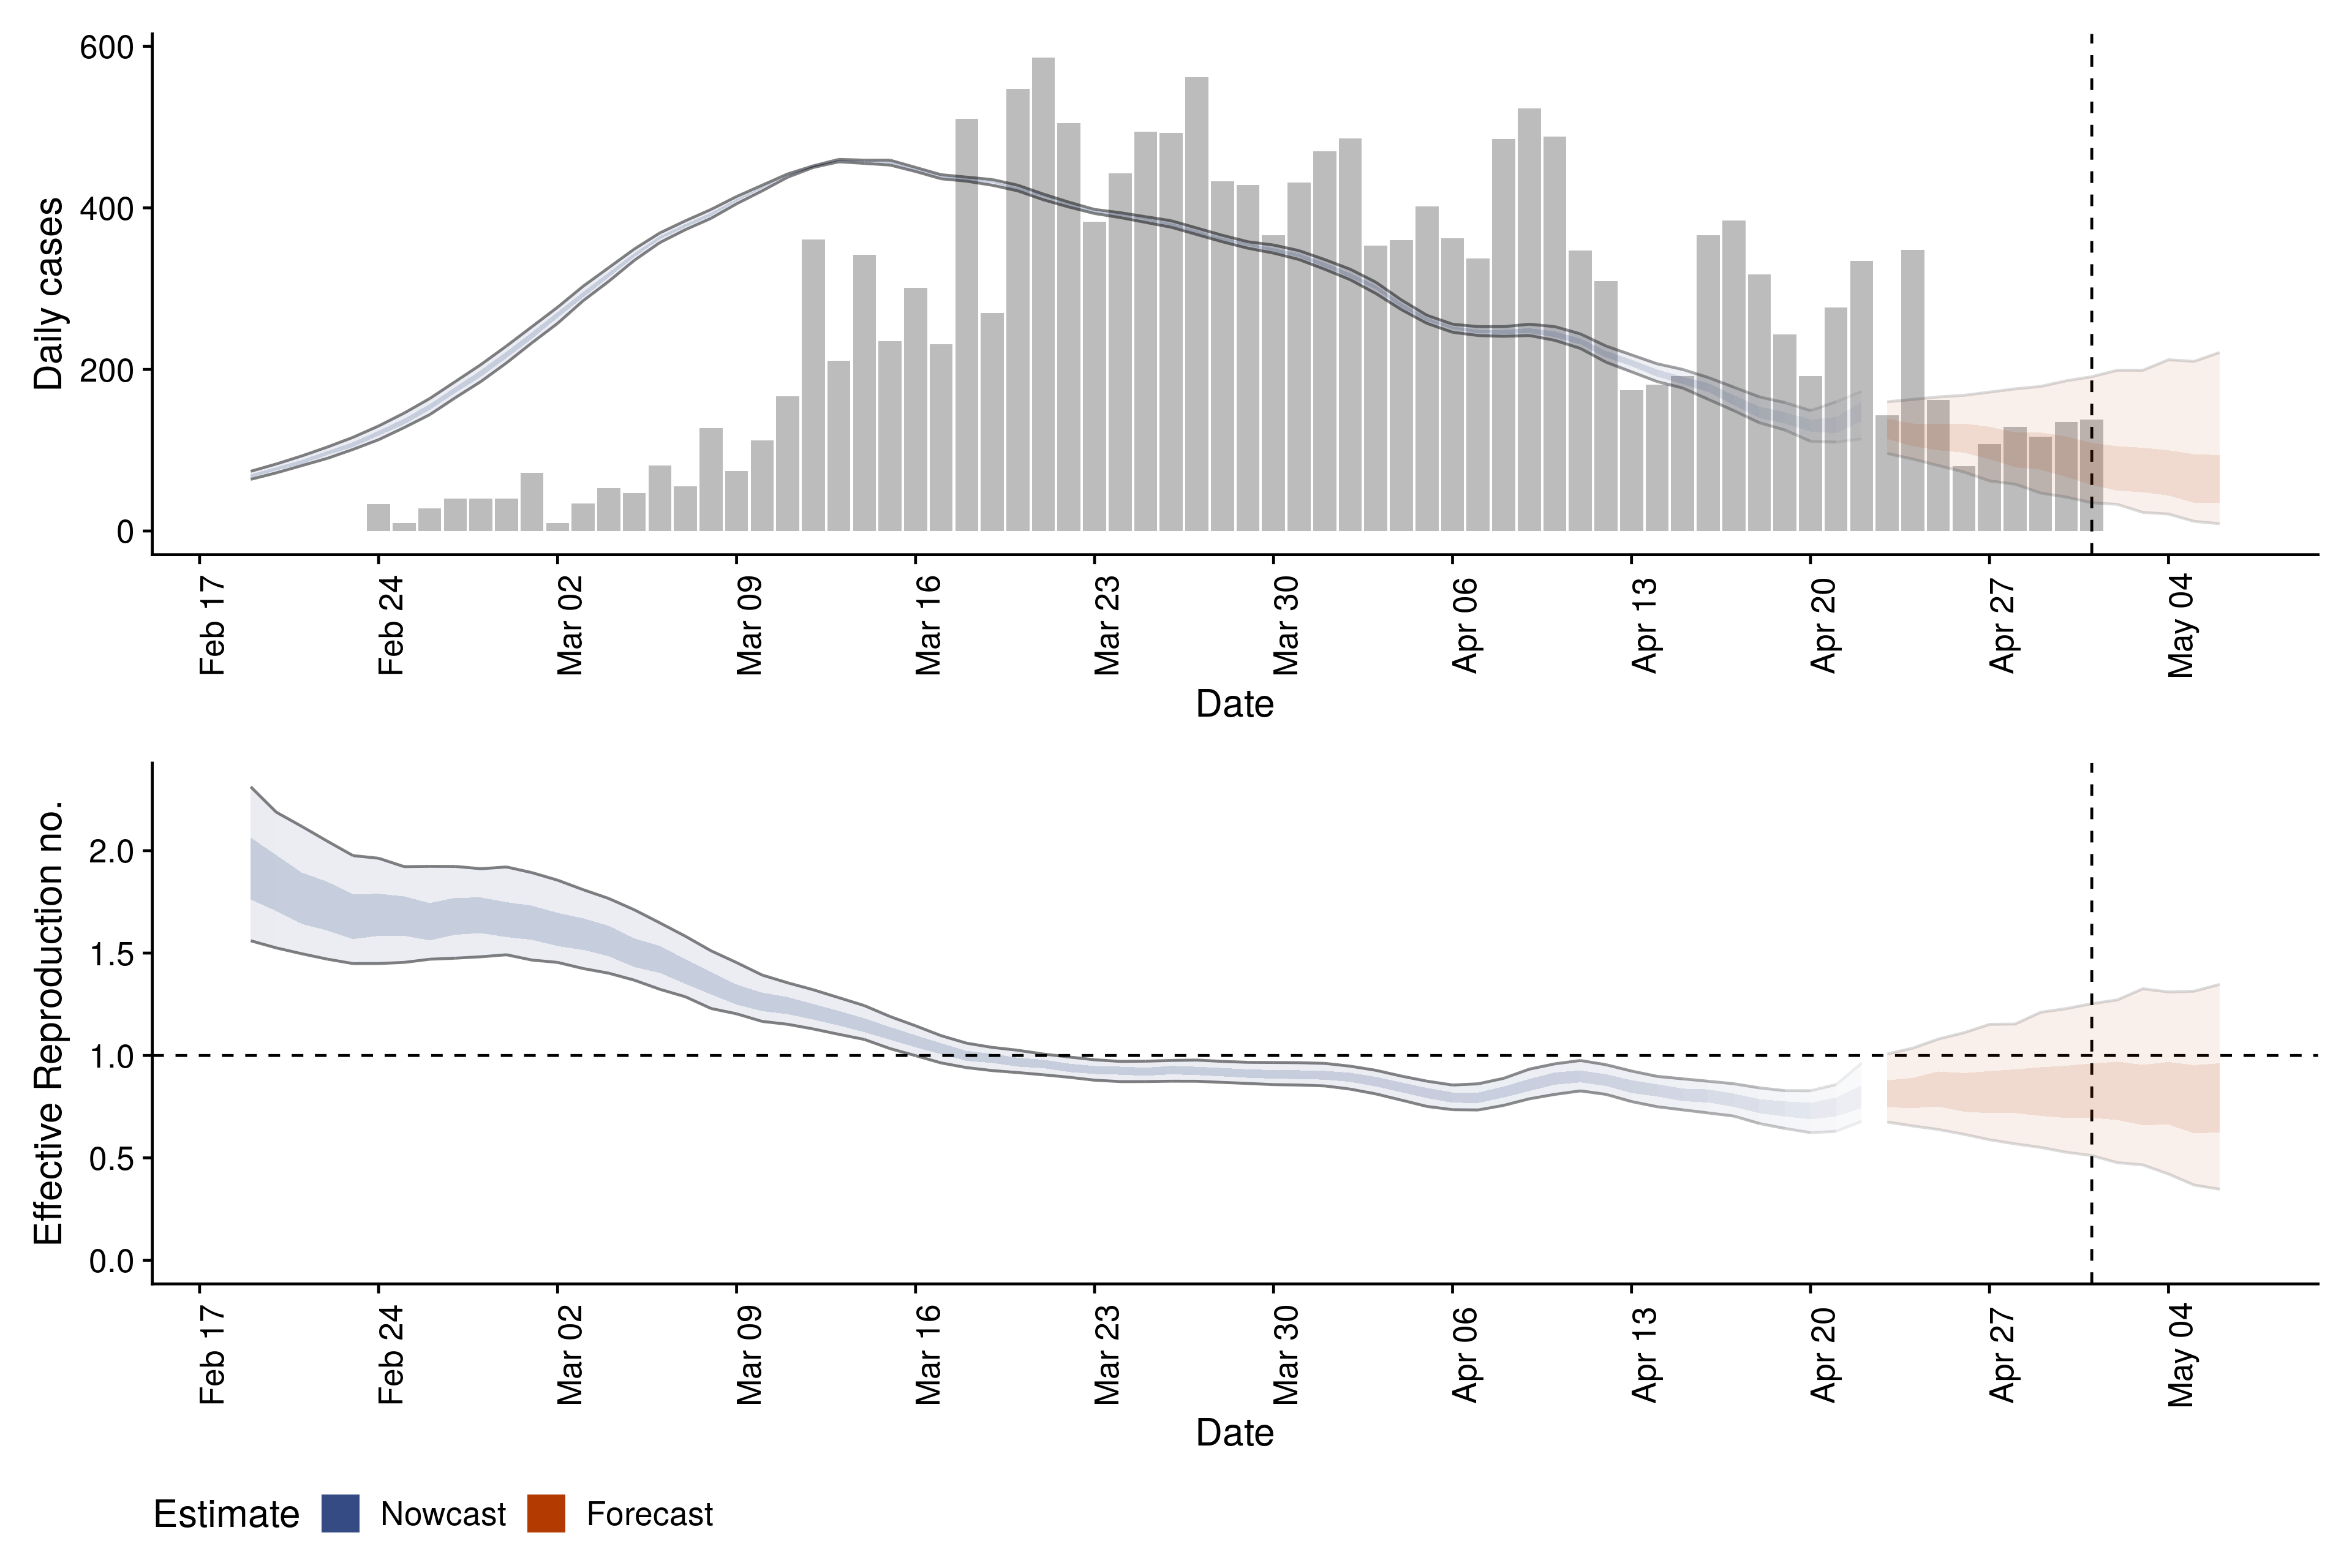 600
400
200
0
Daily cases
Feb 17
Feb 24
Mar 02
Mar 09
Mar 16
Mar 23
Mar 30
Apr 06
Apr 13
Apr 20
Apr 27
May 04
Date
2.0
1.5
1.0
0.5
0.0
Effective Reproduction no.
Feb 17
Feb 24
Mar 02
Mar 09
Mar 16
Mar 23
Mar 30
Apr 06
Apr 13
Apr 20
Apr 27
May 04
Date
Estimate Nowcast Forecast